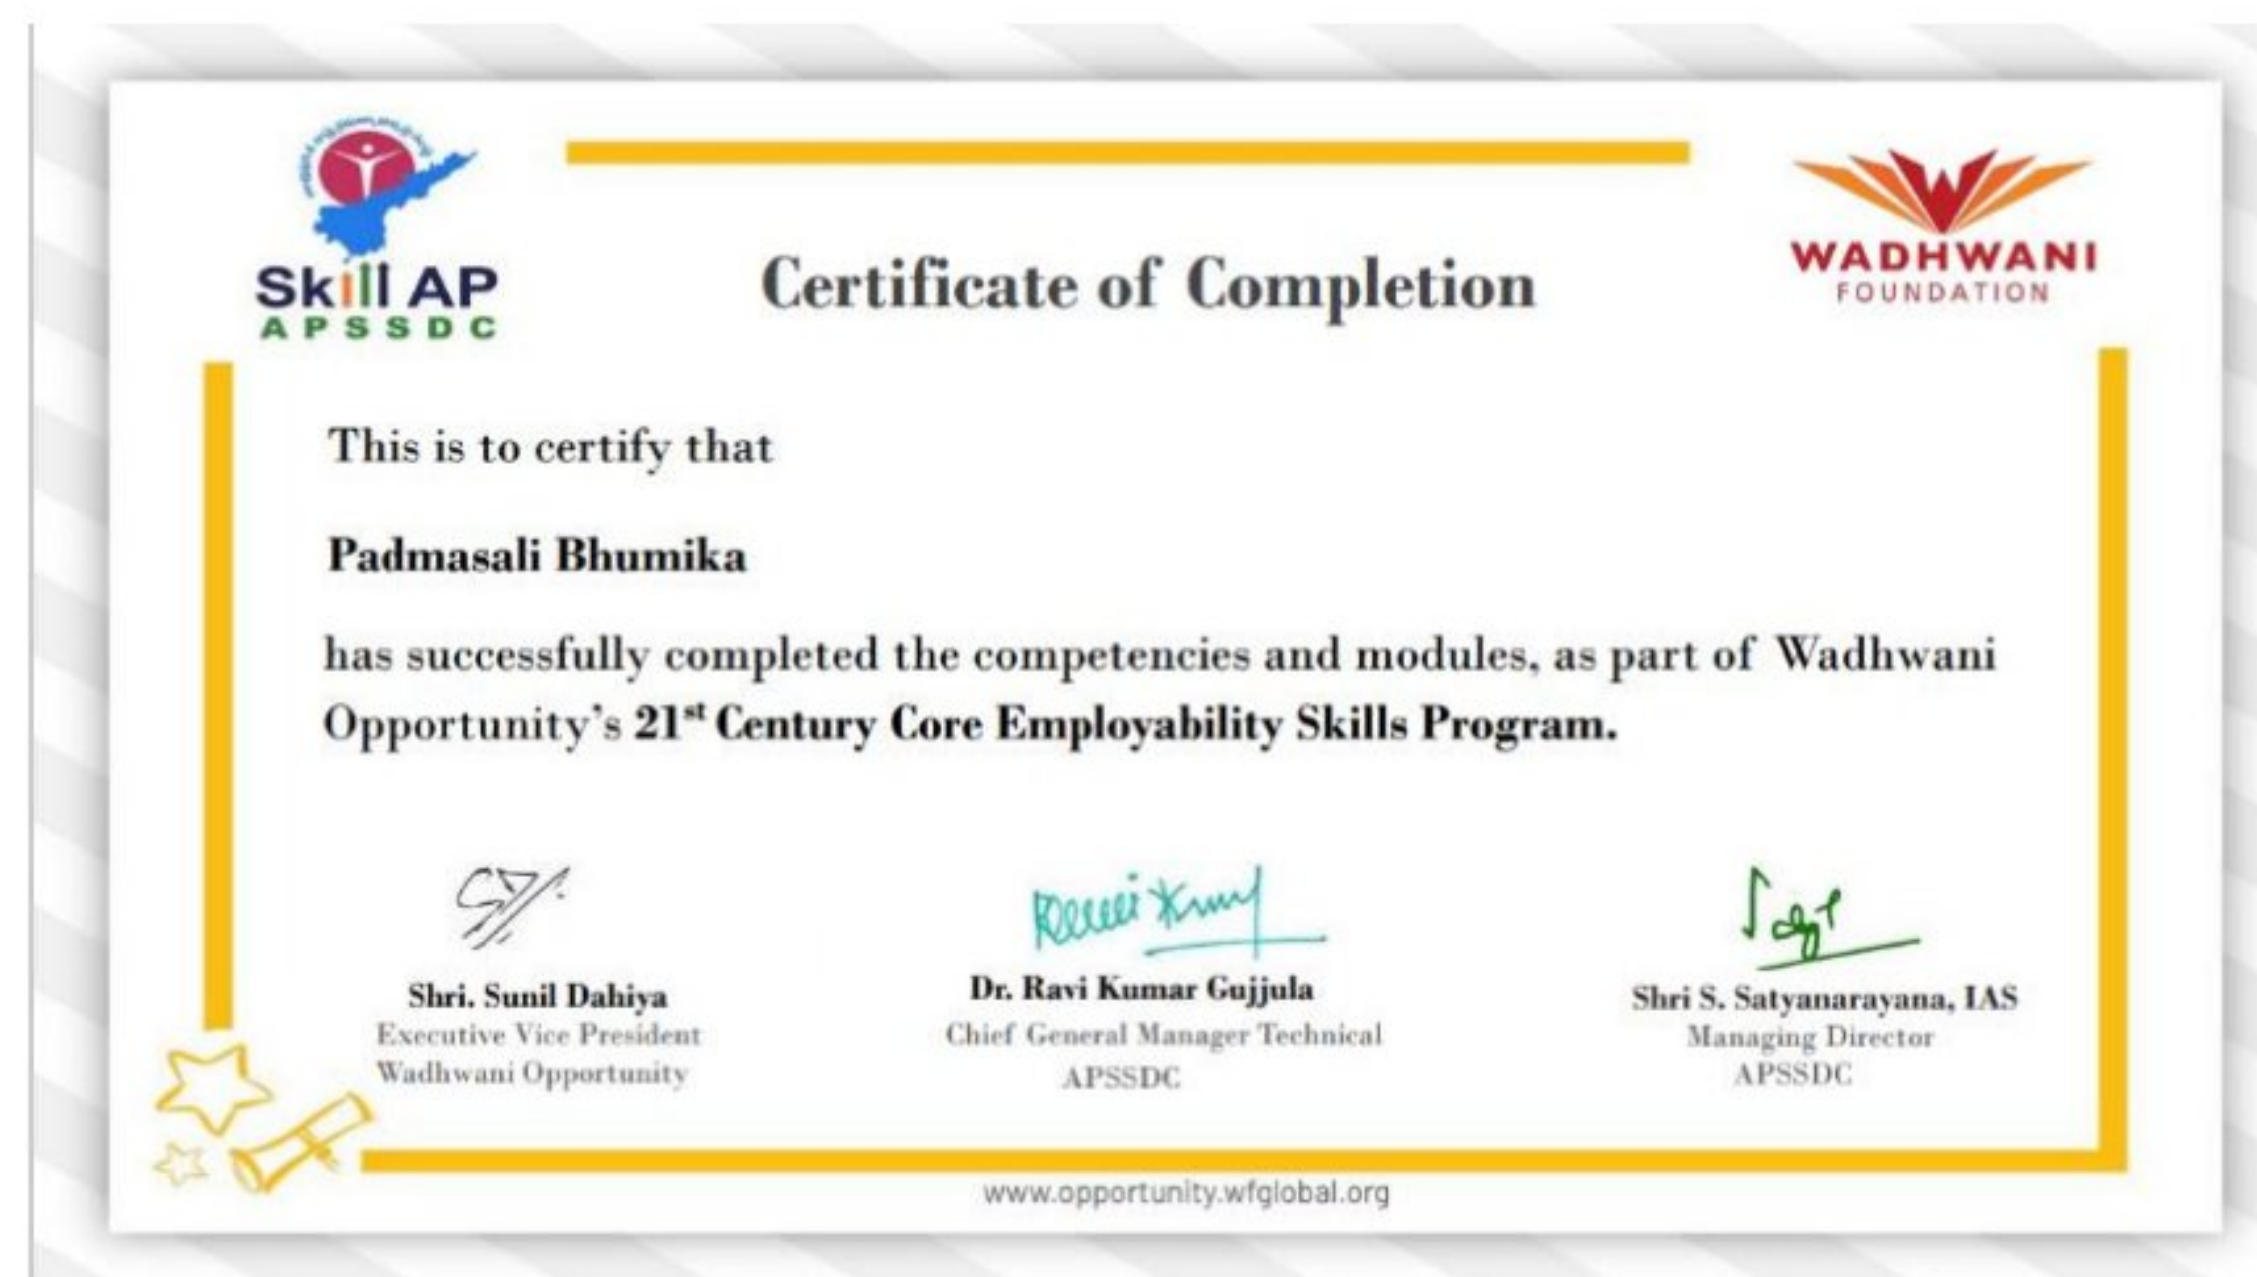 Skill AP
APSSDC
WADHWANI
FOUNDATION
Certificate of Completion
This is to certify that
Padmasali Bhumika
has successfully completed the competencies and modules, as part of Wadhwani
Opportunity's 21st Century Core Employability Skills Program.
Shri. Sunil Dahiya
Executive Vice President
Wadhwani Opportunity
Dr. Ravi Kumar Gujjula
Chief General Manager Technical
APSSDC
Shri S. Satyanarayana, IAS
Managing Director
APSSDC
www.opportunity.wfglobal.org